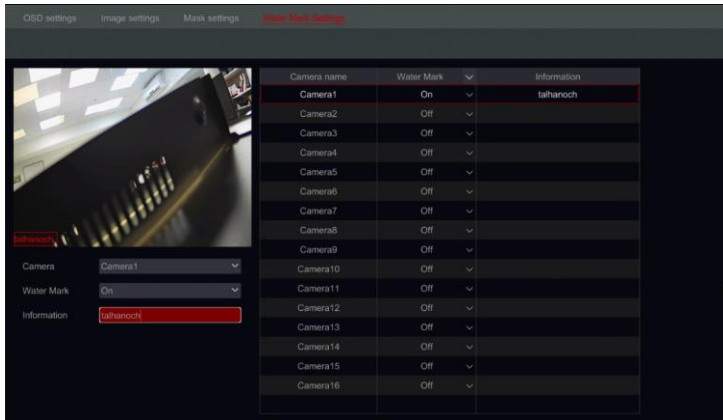 OSD settings Image settings Mask settings Water Mark Settings
Camera name Water Mark Information
Camera1 On talhanoch
Camera2 Off
Camera3 Off
Camera4 Off
Camera5 Off
Camera6 Off
Camera7 Off
Camera8 Off
Camera9 Off
Camera10 Off
Camera11 Off
Camera12 Off
Camera13 Off
Camera14 Off
Camera15 Off
Camera16 Off
talhanoch
Camera Camera1
Water Mark On
Information talhanoch